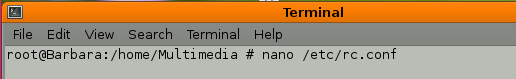 Terminal
File Edit View Search Terminal Help
root@Barbara:/home/Multimedia # nano /etc/rc.conf